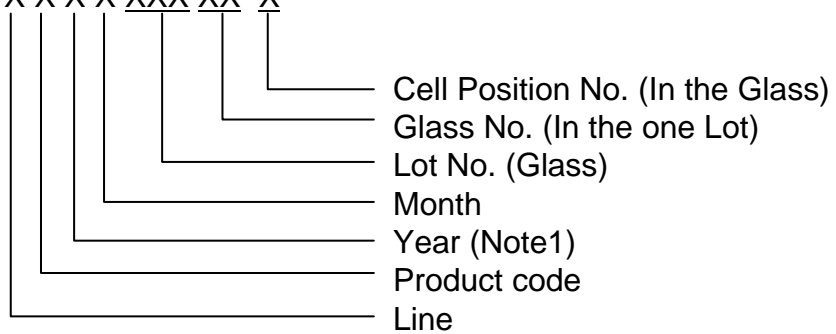 X X X X XXX XX X
Cell Position No. (In the Glass)
Glass No. (In the one Lot)
Lot No. (Glass)
Month
Year (Note1)
Product code
Line